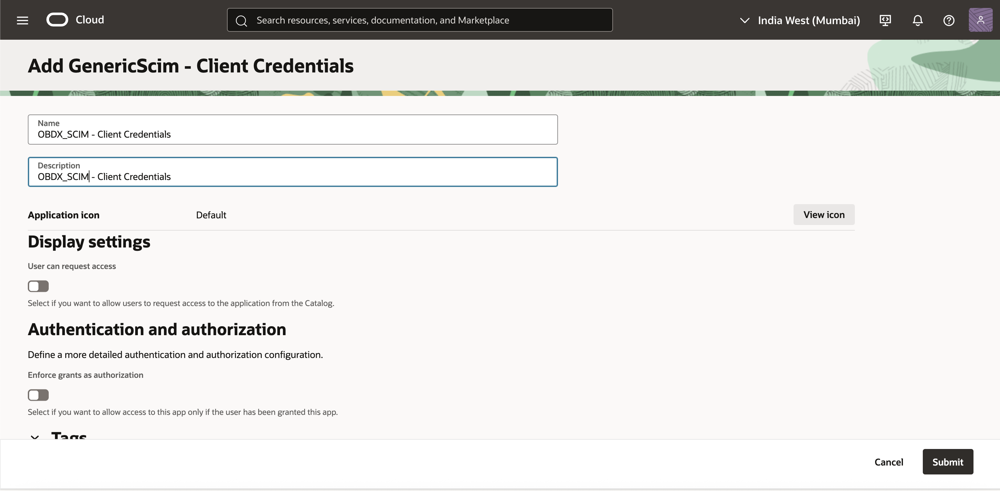 Cloud
Search resources, services, documentation, and Marketplace
India West (Mumbai)
Add GenericScim - Client Credentials
Name
OBDX_SCIM - Client Credentials
Description
OBDX_SCIM - Client Credentials
Application icon
Default
View icon
Display settings
User can request access
Select if you want to allow users to request access to the application from the Catalog.
Authentication and authorization
Define a more detailed authentication and authorization configuration.
Enforce grants as authorization
Select if you want to allow access to this app only if the user has been granted this app.
Tags
Cancel
Submit